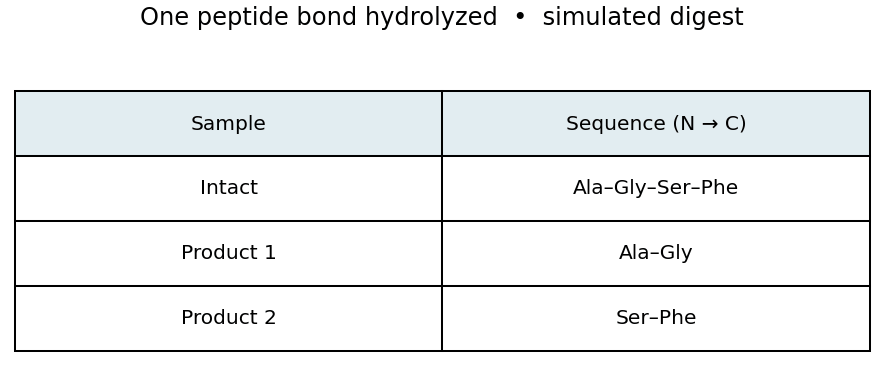 One peptide bond hydrolyzed • simulated digest
Sample Sequence (N → C)
Intact Ala–Gly–Ser–Phe
Product 1 Ala–Gly
Product 2 Ser–Phe